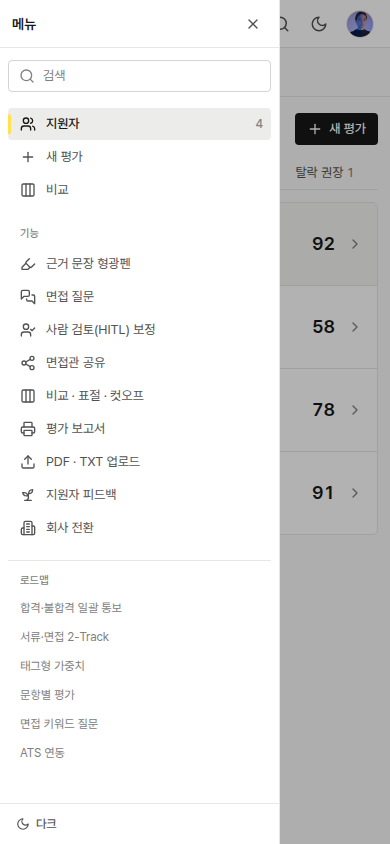 메뉴
검색
지원자 4
새 평가
비교
기능
근거 문장 형광펜
면접 질문
사람 검토(HITL) 보정
면접관 공유
비교 · 표절 · 컷오프
평가 보고서
PDF · TXT 업로드
지원자 피드백
회사 전환
로드맵
합격·불합격 일괄 통보
서류·면접 2-Track
태그형 가중치
문항별 평가
면접 키워드 질문
ATS 연동
다크
새 평가
탈락 권장 1
92
58
78
91